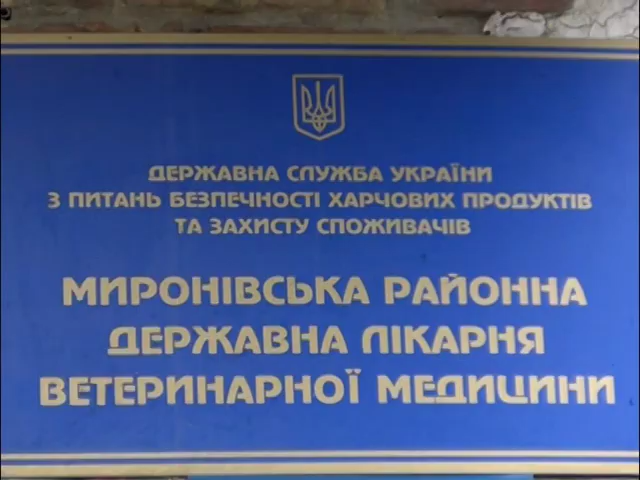 ДЕРЖАВНА СЛУЖБА УКРАЇНИ
З ПИТАНЬ БЕЗПЕЧНОСТІ ХАРЧОВИХ ПРОДУКТІВ
ТА ЗАХИСТУ СПОЖИВАЧІВ
МИРОНІВСЬКА РАЙОННА
ДЕРЖАВНА ЛІКАРНЯ
ВЕТЕРИНАРНОЇ МЕДИЦИНИ